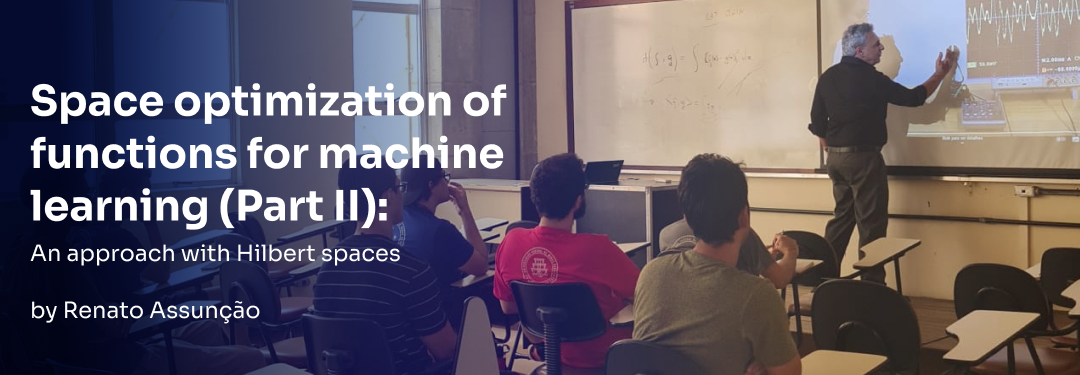 Space optimization of
functions for machine
learning (Part II):
An approach with Hilbert spaces
by Renato Assunção